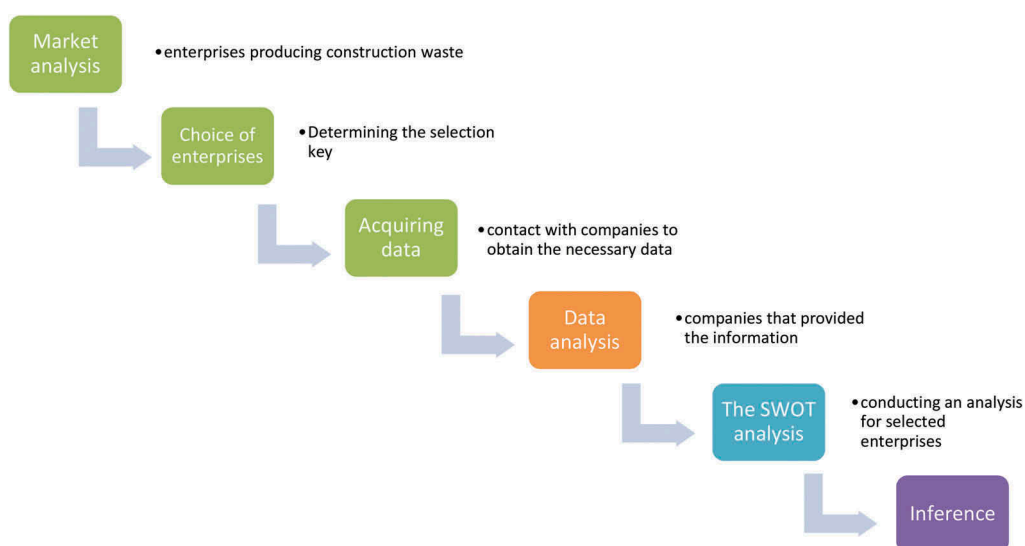 Market
analysis
•enterprises producing construction waste
Choice of
enterprises
•Determining the selection
key
Acquiring
data
•contact with companies to
obtain the necessary data
Data
analysis
•companies that provided
the information
The SWOT
analysis
•conducting an analysis
for selected
enterprises
Inference